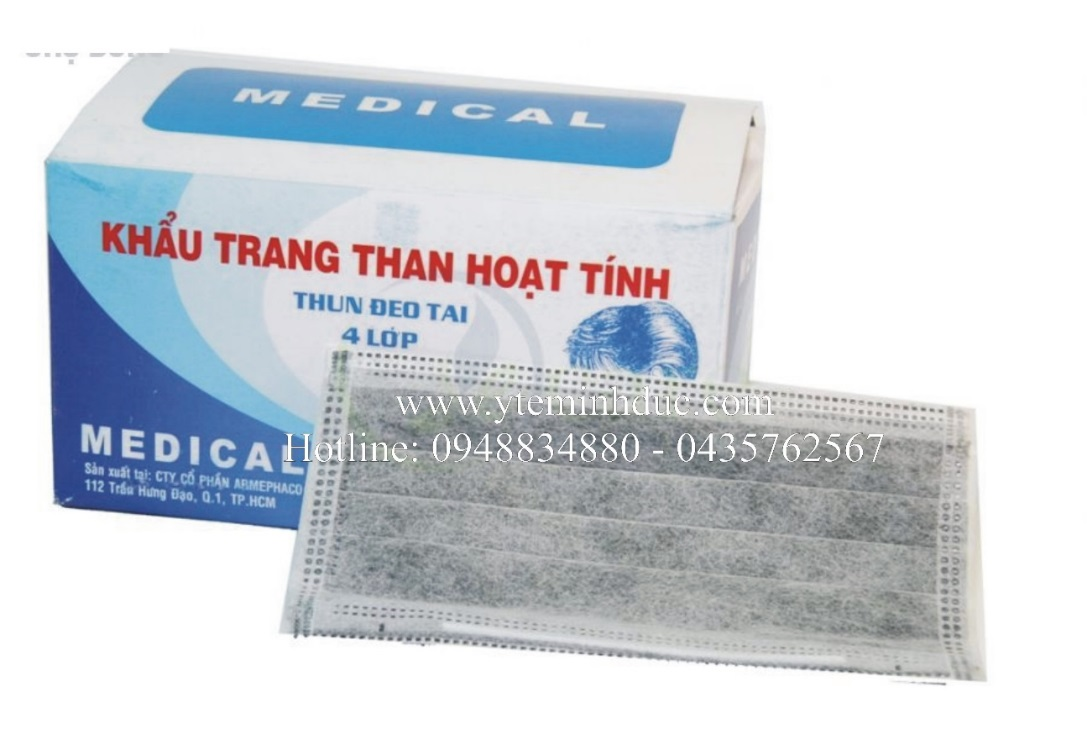 MEDICAL
KHẨU TRANG THAN HOẠT TÍNH
THUN ĐEO TAI
4 LỚP
MEDICAL
www.yteminhduc.com
Hotline: 0948834880 - 0435762567
MEDICAL
Sản xuất tại: CTY CỔ PHẦN ARMEPHACO
112 Trần Hưng Đạo, Q.1, TP.HCM